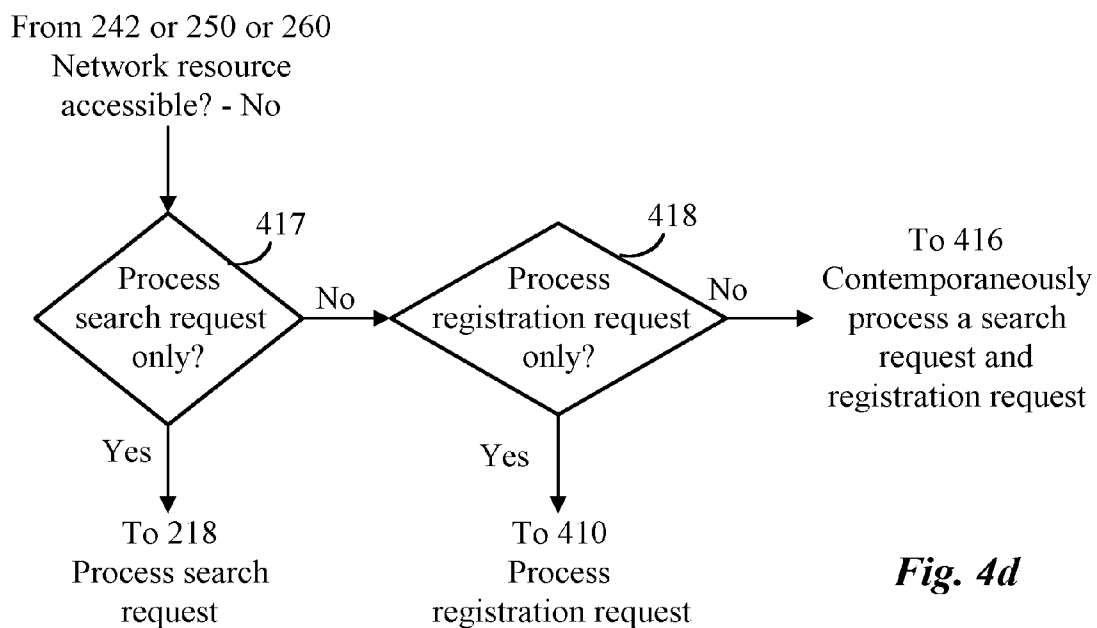 From 242 or 250 or 260
Network resource
accessible? - No
417
Process
search request
only?
No
418
Process
registration request
only?
No
To 416
Contemporaneously
process a search
request and
registration request
Yes
To 218
Process search
request
Yes
To 410
Process
registration request
Fig. 4d